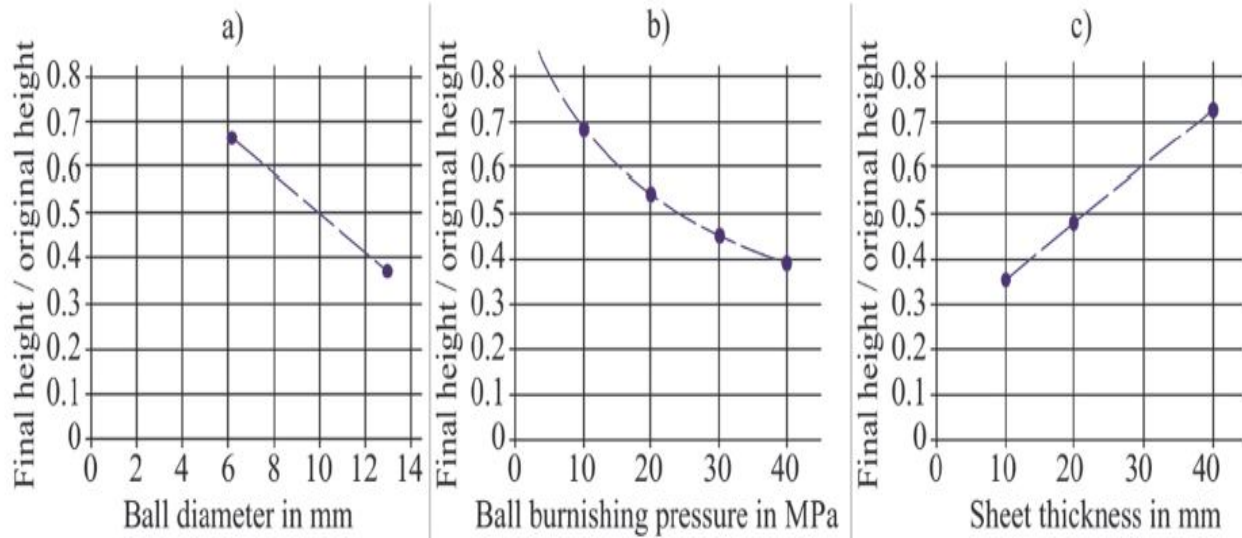 a)
Final height / original height
0.8
0.7
0.6
0.5
0.4
0.3
0.2
0.1
0
0 2 4 6 8 10 12 14
Ball diameter in mm
b)
Final height / original height
0.8
0.7
0.6
0.5
0.4
0.3
0.2
0.1
0
0 10 20 30 40
Ball burnishing pressure in MPa
c)
Final height / original height
0.8
0.7
0.6
0.5
0.4
0.3
0.2
0.1
0
0 10 20 30 40
Sheet thickness in mm